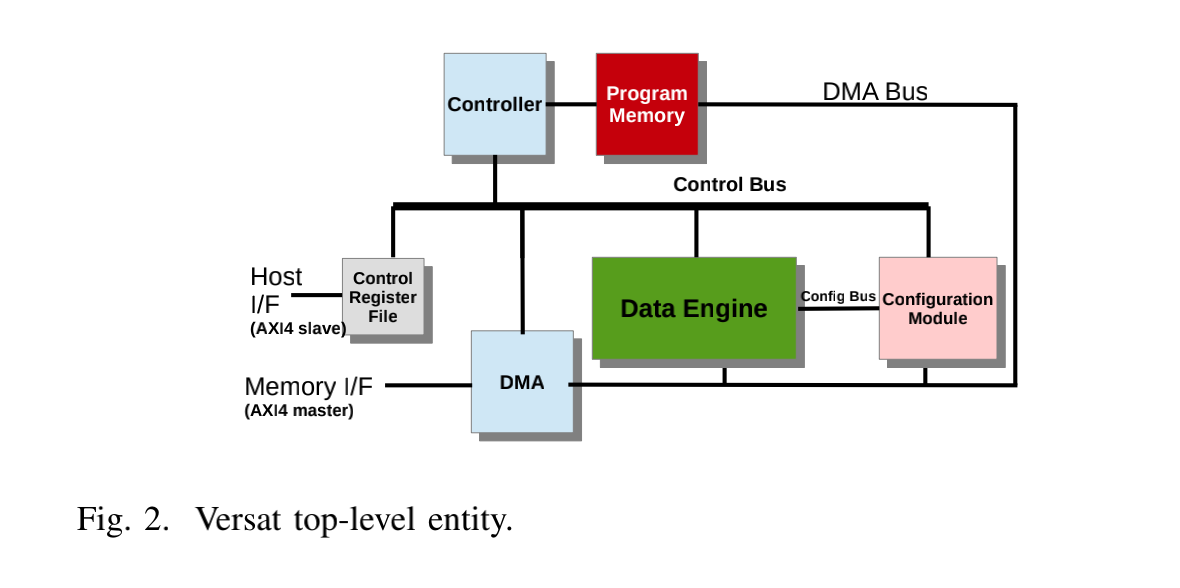 Controller
Program
Memory
DMA Bus
Control Bus
Host
I/F
(AXI4 slave)
Control
Register
File
Data Engine
Config Bus
Configuration
Module
Memory I/F
(AXI4 master)
DMA
Fig. 2. Versat top-level entity.